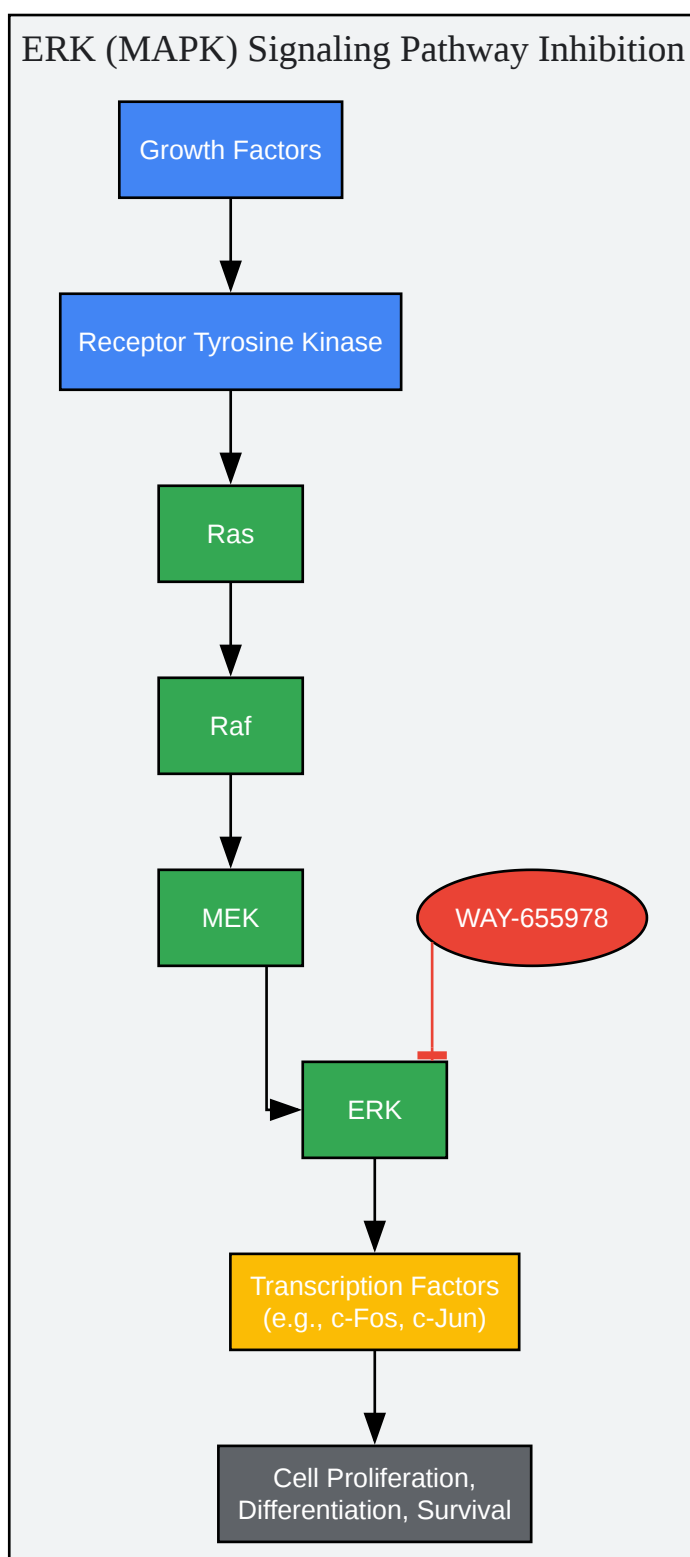 ERK (MAPK) Signaling Pathway Inhibition
Growth Factors
Receptor Tyrosine Kinase
Ras
Raf
MEK
WAY-655978
ERK
Transcription Factors
(e.g., c-Fos, c-Jun)
Cell Proliferation,
Differentiation, Survival